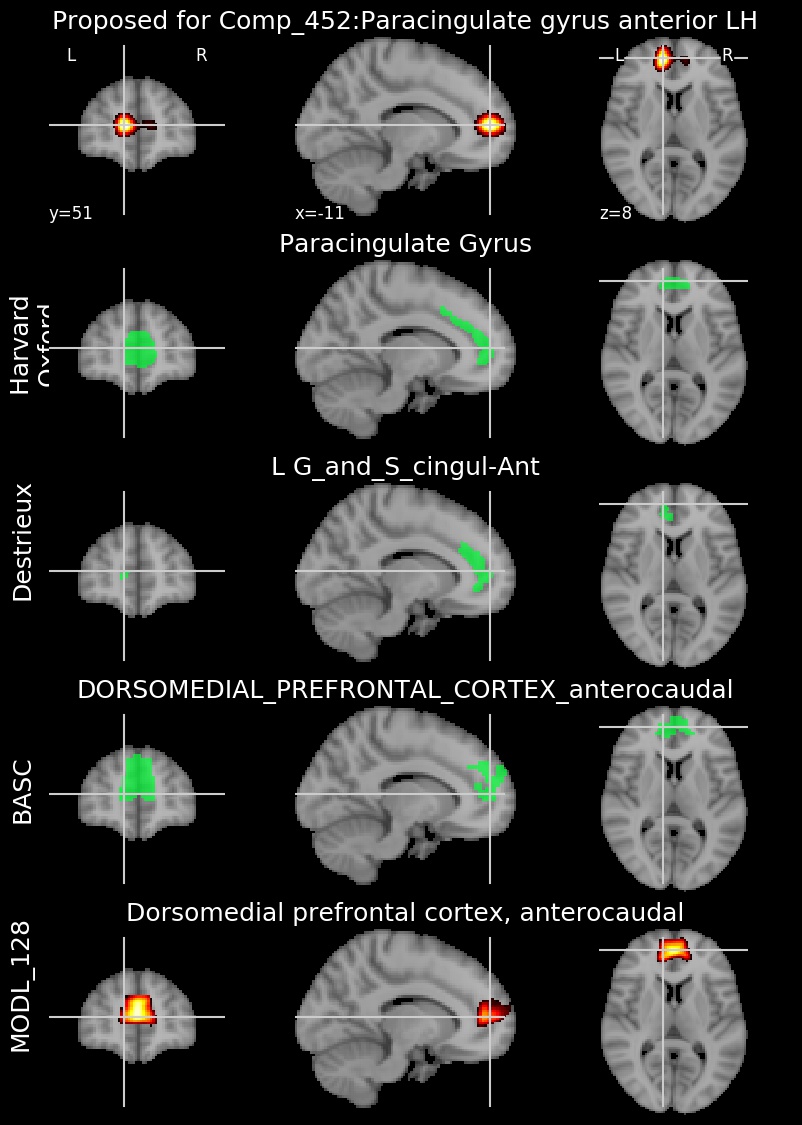 Proposed for Comp_452:Paracingulate gyrus anterior LH
L R L R
y=51 x=-11 z=8
Paracingulate Gyrus
Harvard
Oxford
L G_and_S_cingul-Ant
Destrieux
DORSOMEDIAL_PREFRONTAL_CORTEX_anterocaudal
BASC
Dorsomedial prefrontal cortex, anterocaudal
MODL_128